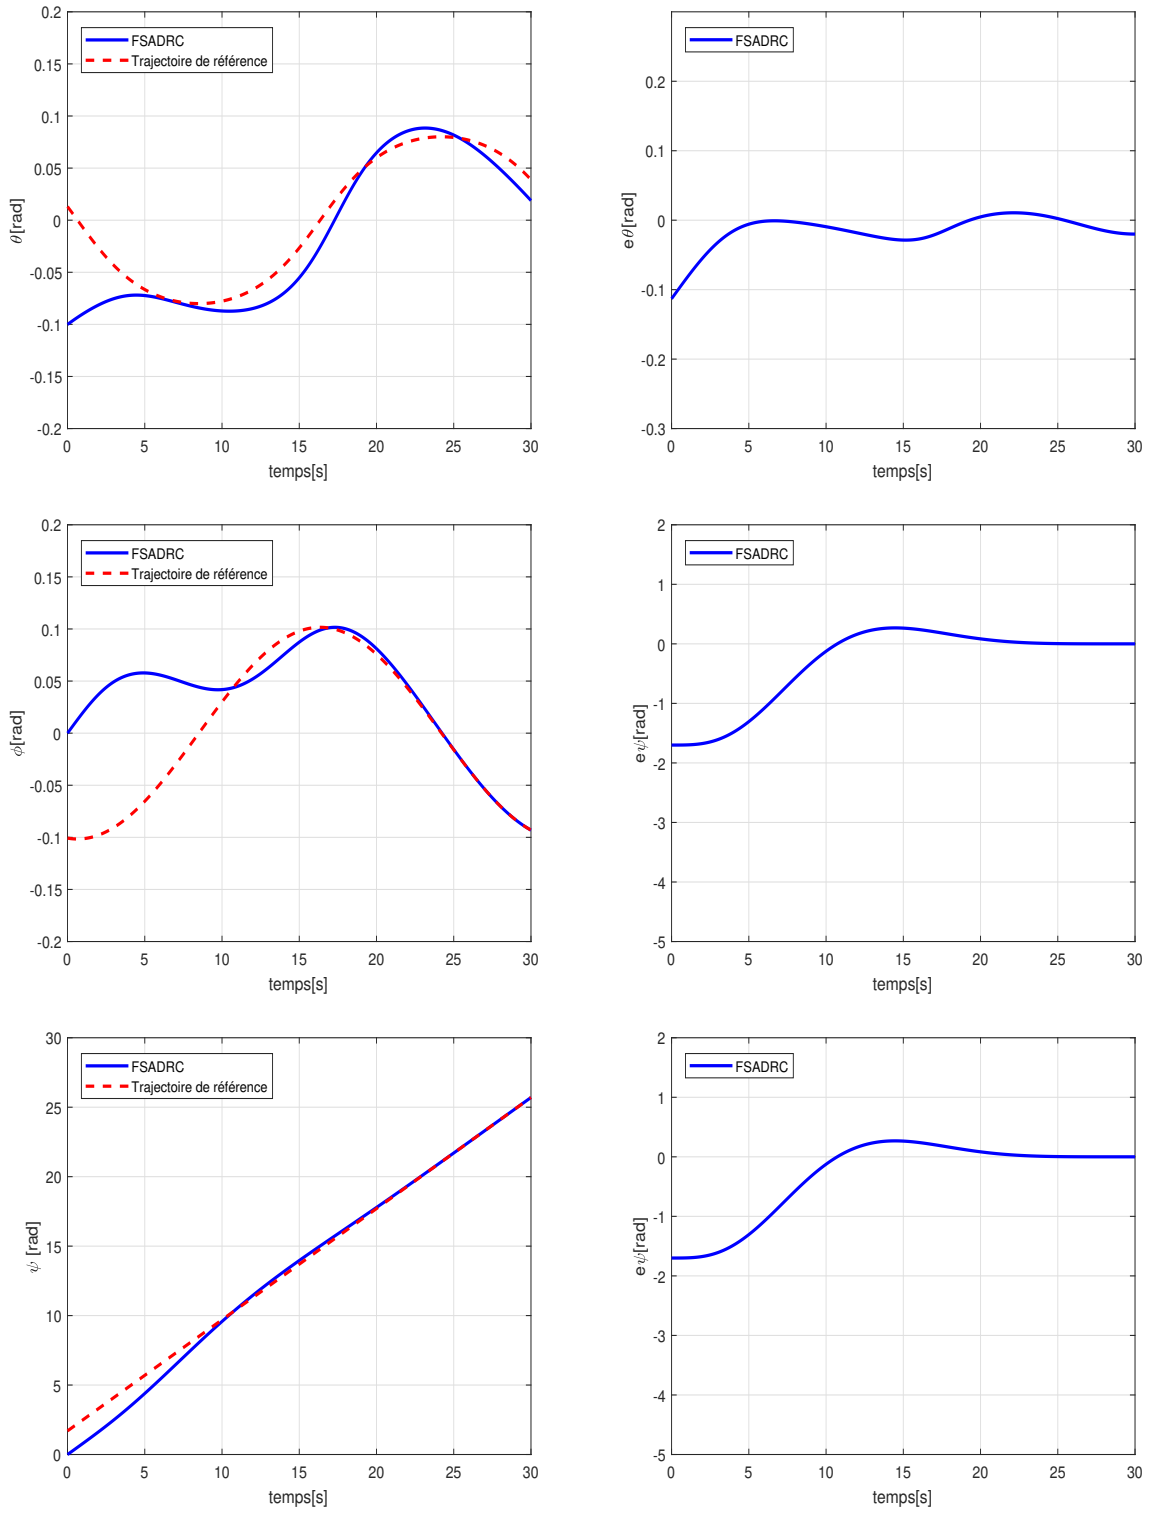 0.2
0.15
0.1
0.05
0
-0.05
-0.1
-0.15
-0.2
θ[rad]
FSADRC
Trajectoire de référence
0 5 10 15 20 25 30
temps[s]
0.2
0.1
0
-0.1
-0.2
-0.3
eθ[rad]
FSADRC
0 5 10 15 20 25 30
temps[s]
0.2
0.15
0.1
0.05
0
-0.05
-0.1
-0.15
-0.2
ϕ[rad]
FSADRC
Trajectoire de référence
0 5 10 15 20 25 30
temps[s]
2
1
0
-1
-2
-3
-4
-5
eψ[rad]
FSADRC
0 5 10 15 20 25 30
temps[s]
30
25
20
15
10
5
0
ψ [rad]
FSADRC
Trajectoire de référence
0 5 10 15 20 25 30
temps[s]
2
1
0
-1
-2
-3
-4
-5
eψ[rad]
FSADRC
0 5 10 15 20 25 30
temps[s]